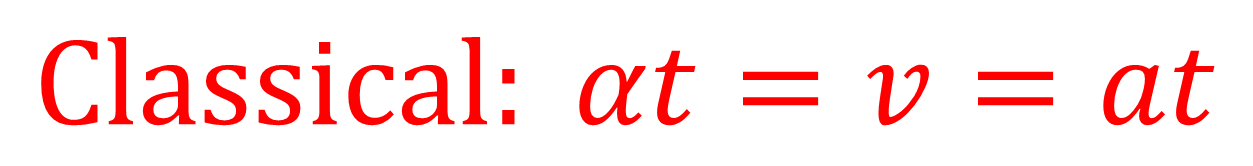 Classical: αt = v = at